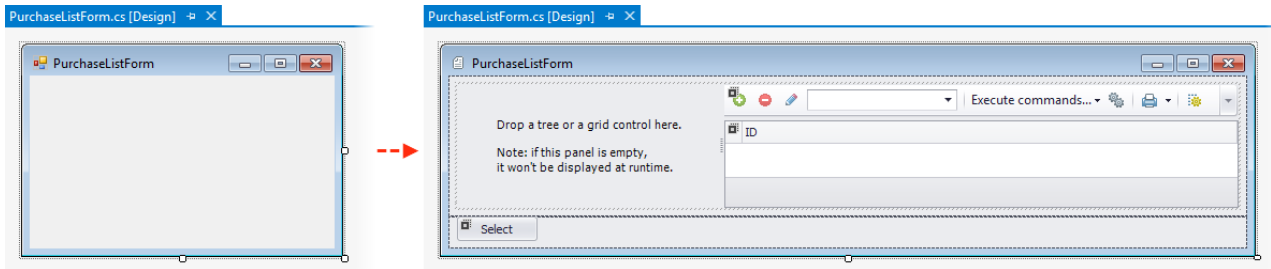 PurchaseListForm.cs [Design]
PurchaseListForm
PurchaseListForm.cs [Design]
PurchaseListForm
Execute commands...
Drop a tree or a grid control here.
Note: if this panel is empty,
it won't be displayed at runtime.
ID
Select